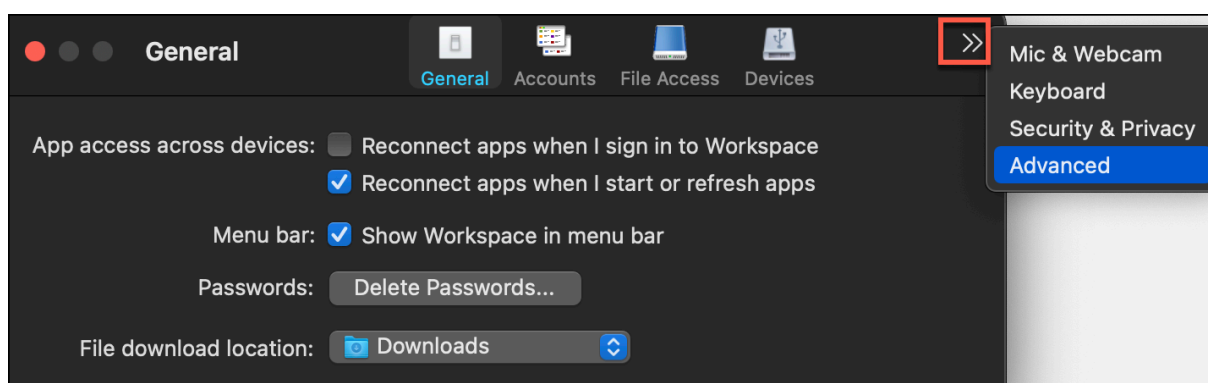 General
General
Accounts
File Access
Devices
Mic & Webcam
Keyboard
Security & Privacy
Advanced
App access across devices: Reconnect apps when I sign in to Workspace
Reconnect apps when I start or refresh apps
Menu bar: Show Workspace in menu bar
Passwords: Delete Passwords...
File download location: Downloads